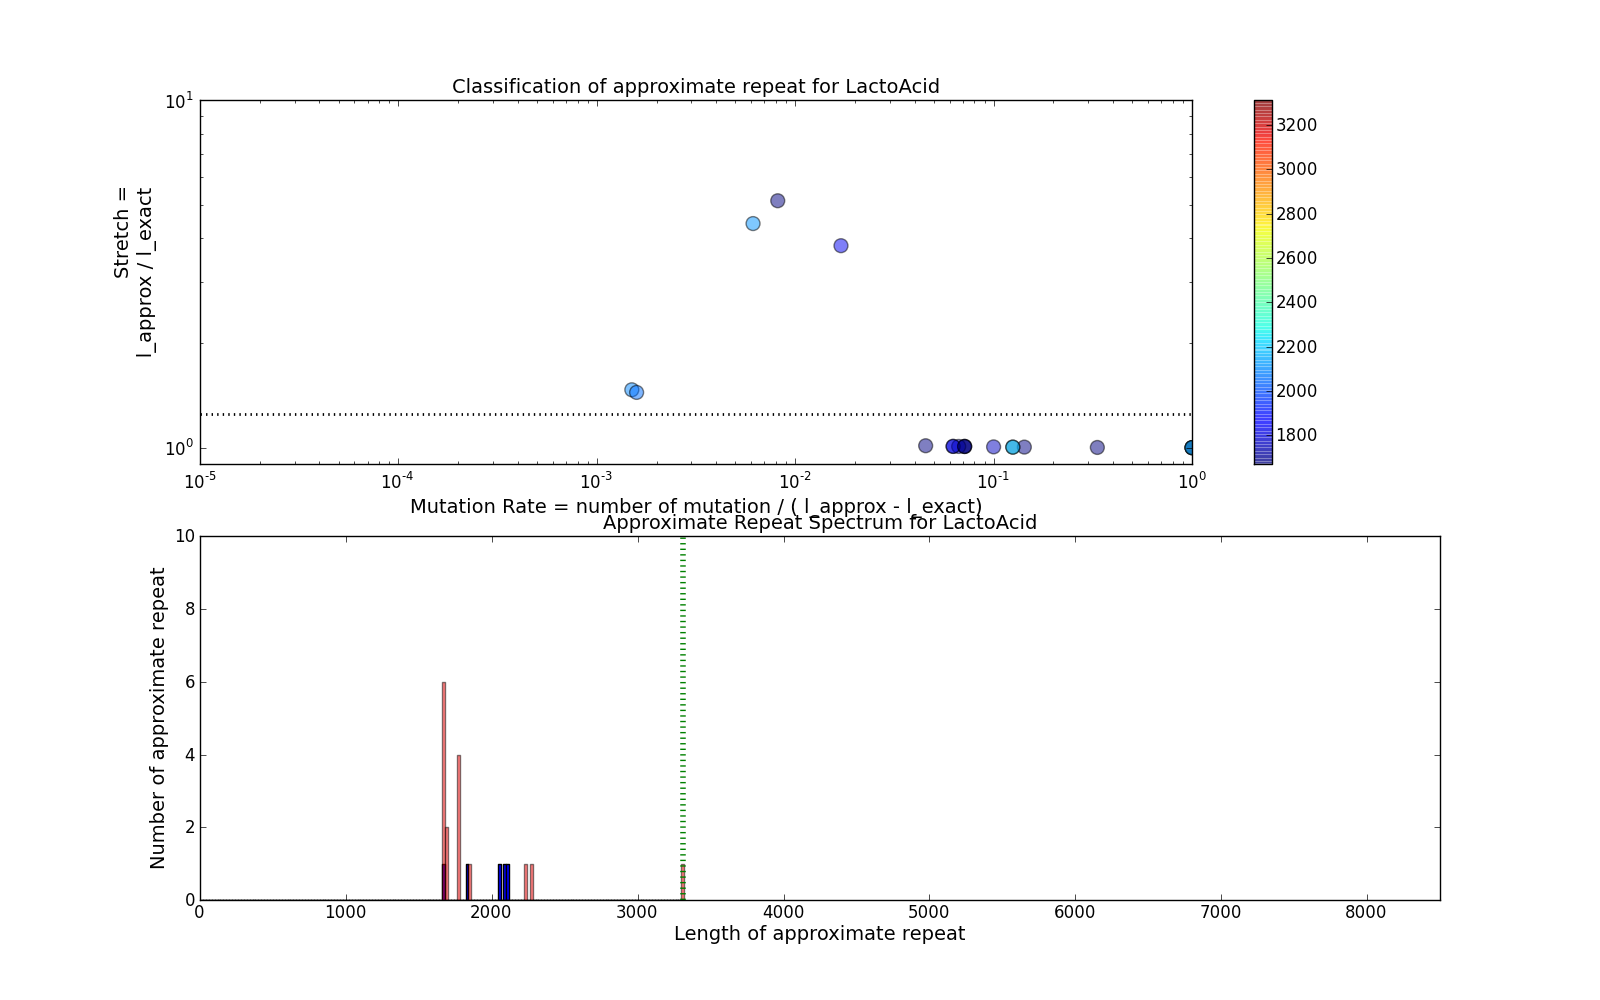 Classification of approximate repeat for LactoAcid
Stretch =
l_approx / l_exact
10^1
10^0
10^-5 10^-4 10^-3 10^-2 10^-1 10^0
Mutation Rate = number of mutation / ( l_approx - l_exact)
3200
3000
2800
2600
2400
2200
2000
1800
Approximate Repeat Spectrum for LactoAcid
Number of approximate repeat
10
8
6
4
2
0
0 1000 2000 3000 4000 5000 6000 7000 8000
Length of approximate repeat